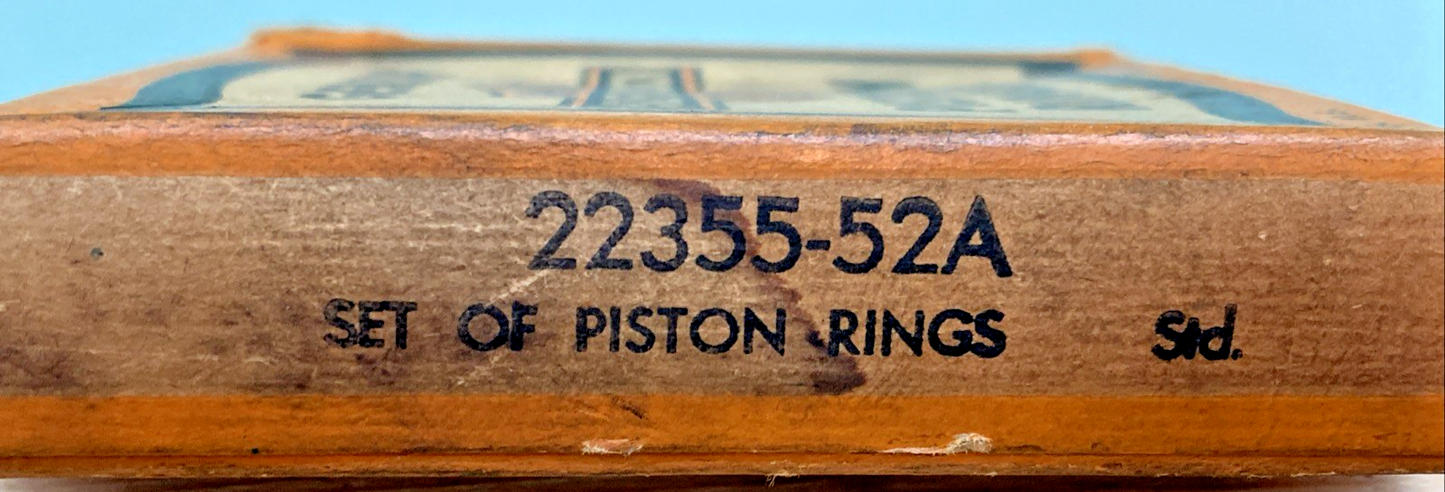 22355-52A
SET OF PISTON RINGS Std.